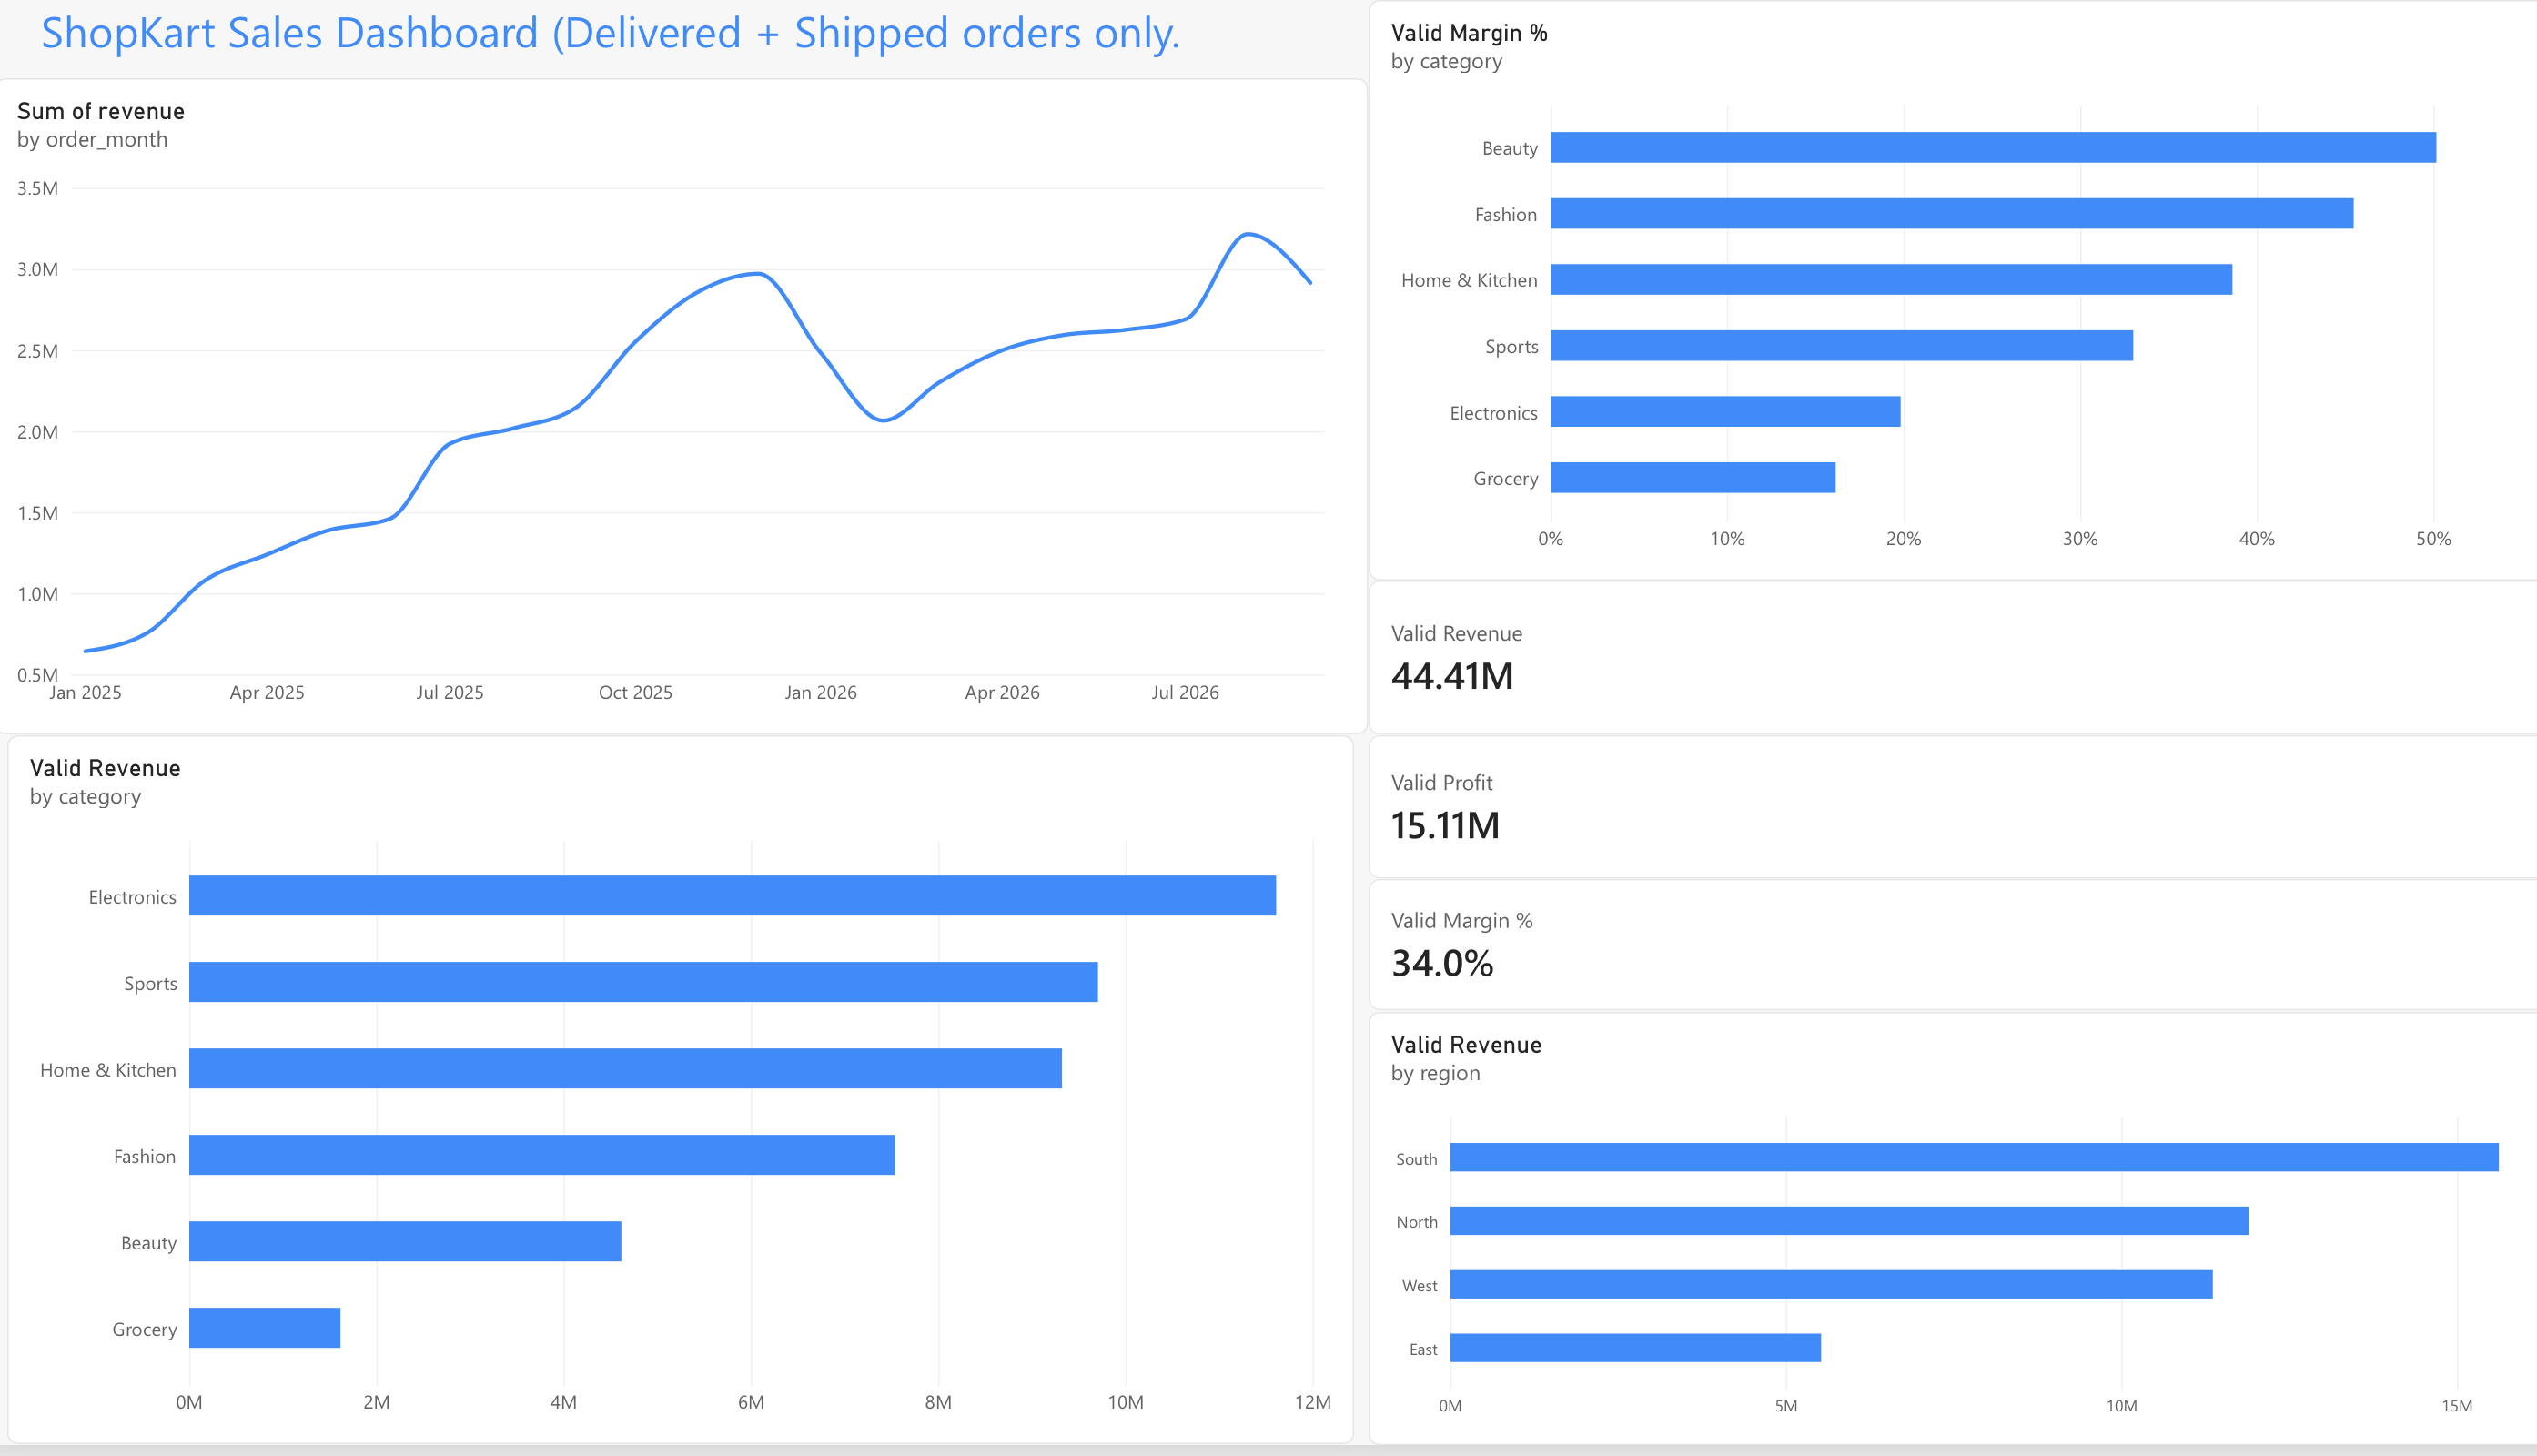 ShopKart Sales Dashboard (Delivered + Shipped orders only.
Sum of revenue
by order_month
3.5M
3.0M
2.5M
2.0M
1.5M
1.0M
0.5M
Jan 2025 Apr 2025 Jul 2025 Oct 2025 Jan 2026 Apr 2026 Jul 2026
Valid Revenue
by category
Electronics
Sports
Home & Kitchen
Fashion
Beauty
Grocery
0M 2M 4M 6M 8M 10M 12M
Valid Margin %
by category
Beauty
Fashion
Home & Kitchen
Sports
Electronics
Grocery
0% 10% 20% 30% 40% 50%
Valid Revenue
44.41M
Valid Profit
15.11M
Valid Margin %
34.0%
Valid Revenue
by region
South
North
West
East
0M 5M 10M 15M